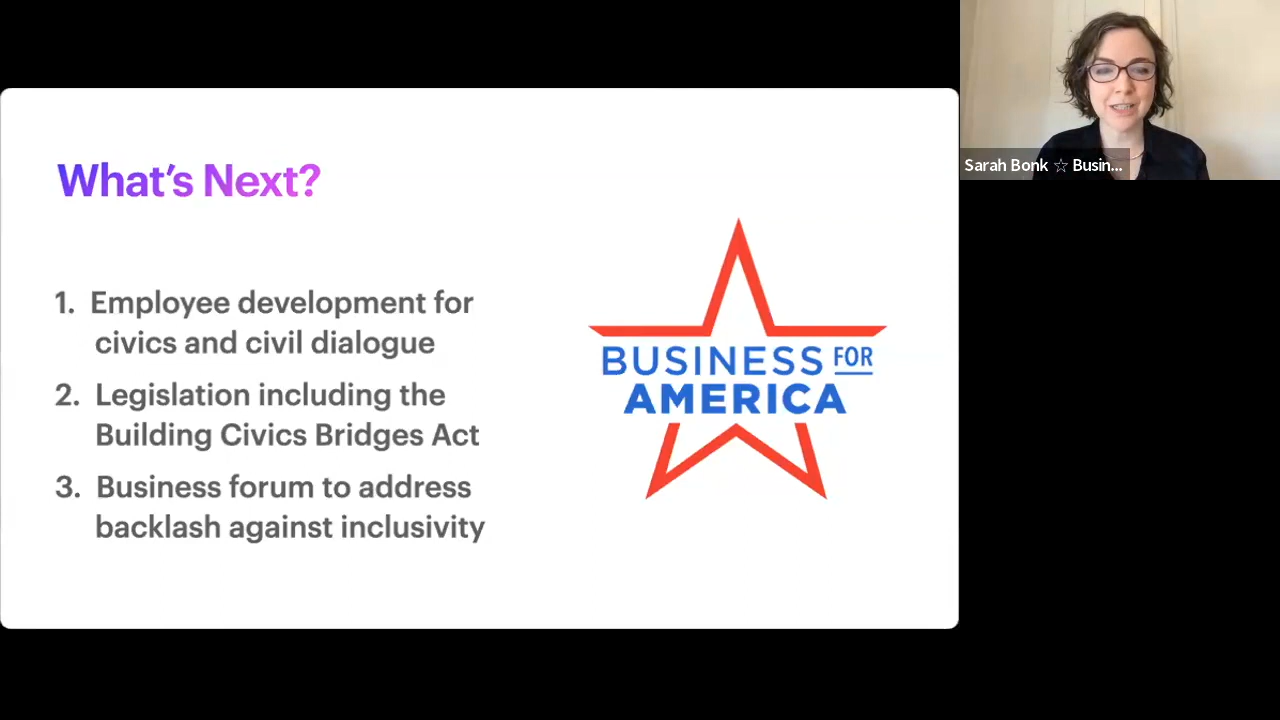 What's Next?
1. Employee development for
civics and civil dialogue
2. Legislation including the
Building Civics Bridges Act
3. Business forum to address
backlash against inclusivity
BUSINESS FOR
AMERICA
Sarah Bonk ☆ Busin...